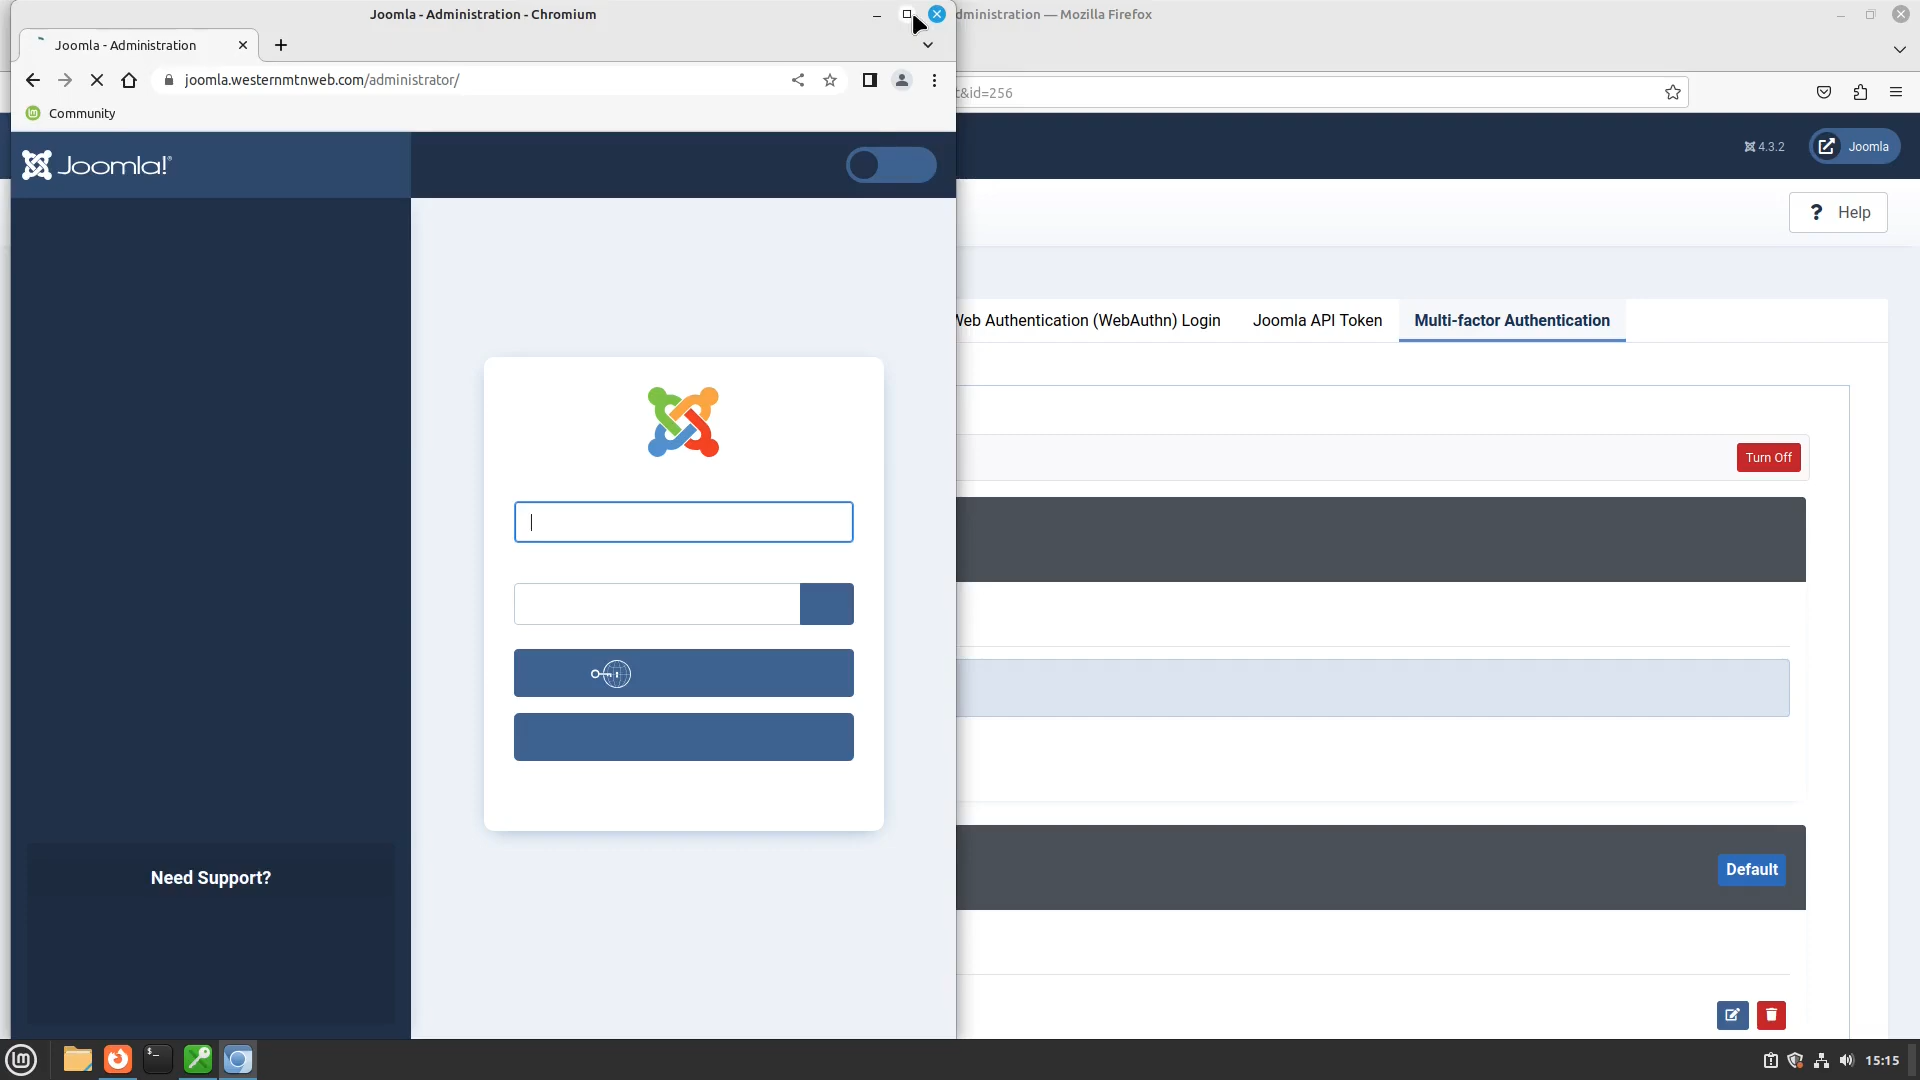 Joomla - Administration - Chromium
dministration — Mozilla Firefox
Joomla - Administration
joomla.westernmtnweb.com/administrator/
t&id=256
Community
Joomla!®
4.3.2
Joomla
? Help
Web Authentication (WebAuthn) Login
Joomla API Token
Multi-factor Authentication
Turn Off
Default
Need Support?
15:15